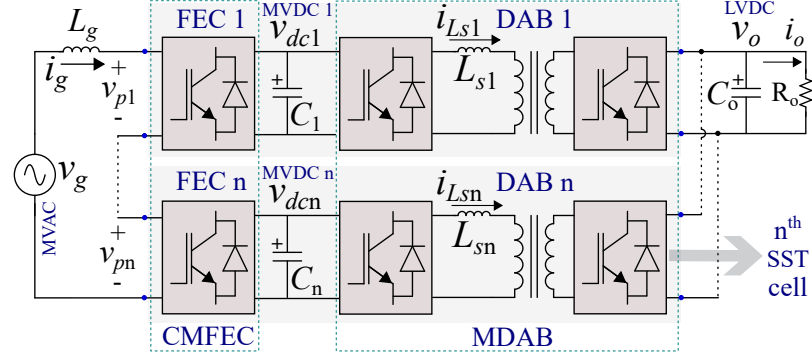 FEC 1
MVDC 1
DAB 1
LVDC
L_g
i_g
+
v_p1
-
v_dc1
+
C_1
i_Ls1
L_s1
v_o
i_o
+
C_o
R_o
v_g
MVAC
FEC n
MVDC n
DAB n
+
v_pn
-
v_dcn
+
C_n
i_Lsn
L_sn
n^th
SST
cell
CMFEC
MDAB